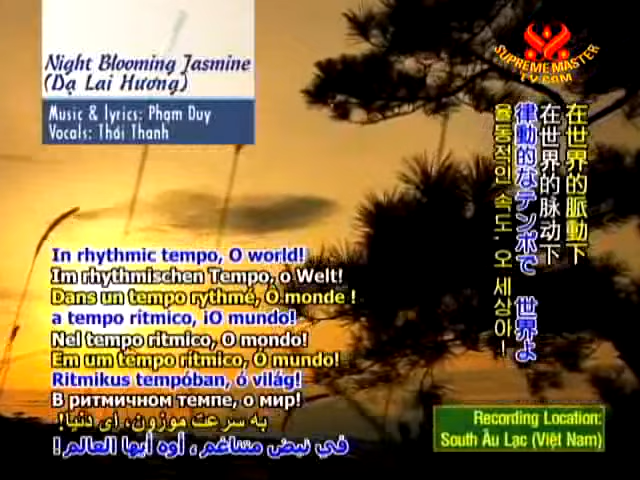 Night Blooming Jasmine
(Dạ Lai Hương)
Music & lyrics: Phạm Duy
Vocals: Thái Thanh
SUPREME MASTER
TV.COM
在世界的脈動下
在世界的脉动下
律動的なテンポで 世界よ
율동적인 속도, 오 세상아!
In rhythmic tempo, O world!
Im rhythmischen Tempo, o Welt!
Dans un tempo rythmé, Ô monde !
a tempo rítmico, ¡O mundo!
Nel tempo ritmico, O mondo!
Em um tempo rítmico, Ó mundo!
Ritmikus tempóban, ó világ!
В ритмичном темпе, о мир!
به سرعت موزون، ای دنیا!
في نبض متناغم ، أوه أيها العالم !
Recording Location:
South Âu Lạc (Việt Nam)